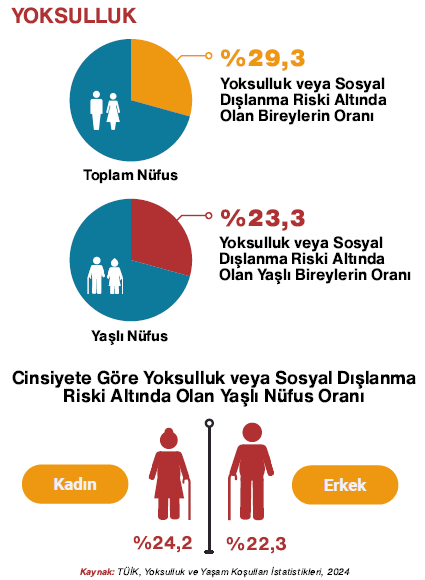 YOKSULLUK
%29,3
Yoksulluk veya Sosyal
Dışlanma Riski Altında
Olan Bireylerin Oranı
Toplam Nüfus
%23,3
Yoksulluk veya Sosyal
Dışlanma Riski Altında
Olan Yaşlı Bireylerin Oranı
Yaşlı Nüfus
Cinsiyete Göre Yoksulluk veya Sosyal Dışlanma
Riski Altında Olan Yaşlı Nüfus Oranı
Kadın
Erkek
%24,2
%22,3
Kaynak: TÜİK, Yoksulluk ve Yaşam Koşulları İstatistikleri, 2024